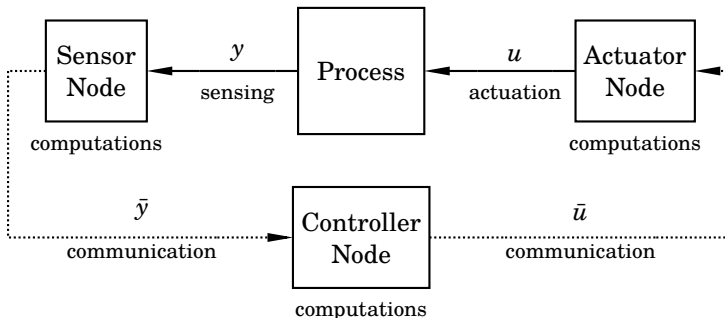 Sensor
Node
y
sensing
Process
u
actuation
Actuator
Node
computations
computations
ȳ
communication
Controller
Node
ū
communication
computations